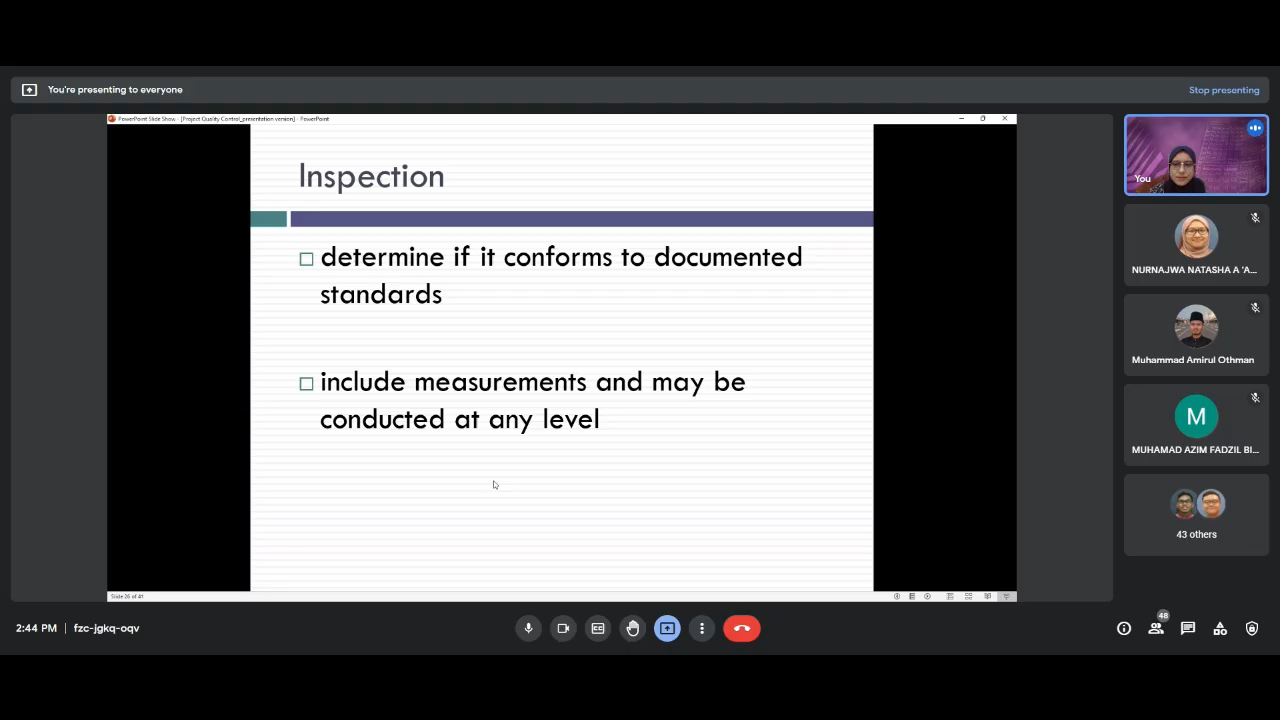 You're presenting to everyone
Stop presenting
PowerPoint Slide Show - [Project Quality Control_presentation version] - PowerPoint
Inspection
determine if it conforms to documented
standards
include measurements and may be
conducted at any level
Slide 26 of 41
You
NURNAJWA NATASHA A 'A...
Muhammad Amirul Othman
M
MUHAMAD AZIM FADZIL BI...
43 others
2:44 PM | fzc-jgkq-oqv
48